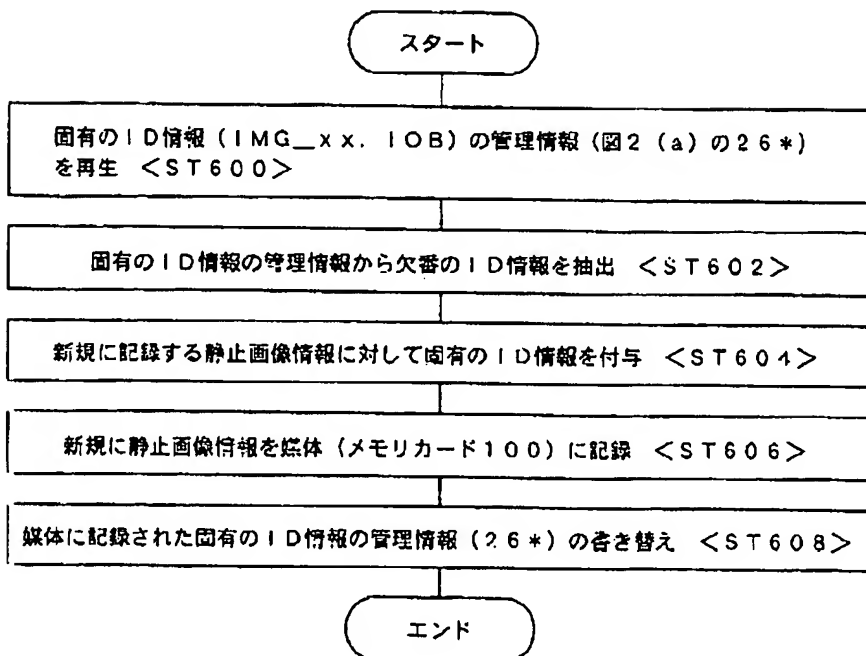 スタート
固有のID情報（IMG_xx.IOB）の管理情報（図2（a）の26*）
を再生 <ST600>
固有のID情報の管理情報から欠番のID情報を抽出 <ST602>
新規に記録する静止画像情報に対して固有のID情報を付与 <ST604>
新規に静止画像情報を媒体（メモリカード100）に記録 <ST606>
媒体に記録された固有のID情報の管理情報（26*）の書き替え <ST608>
エンド